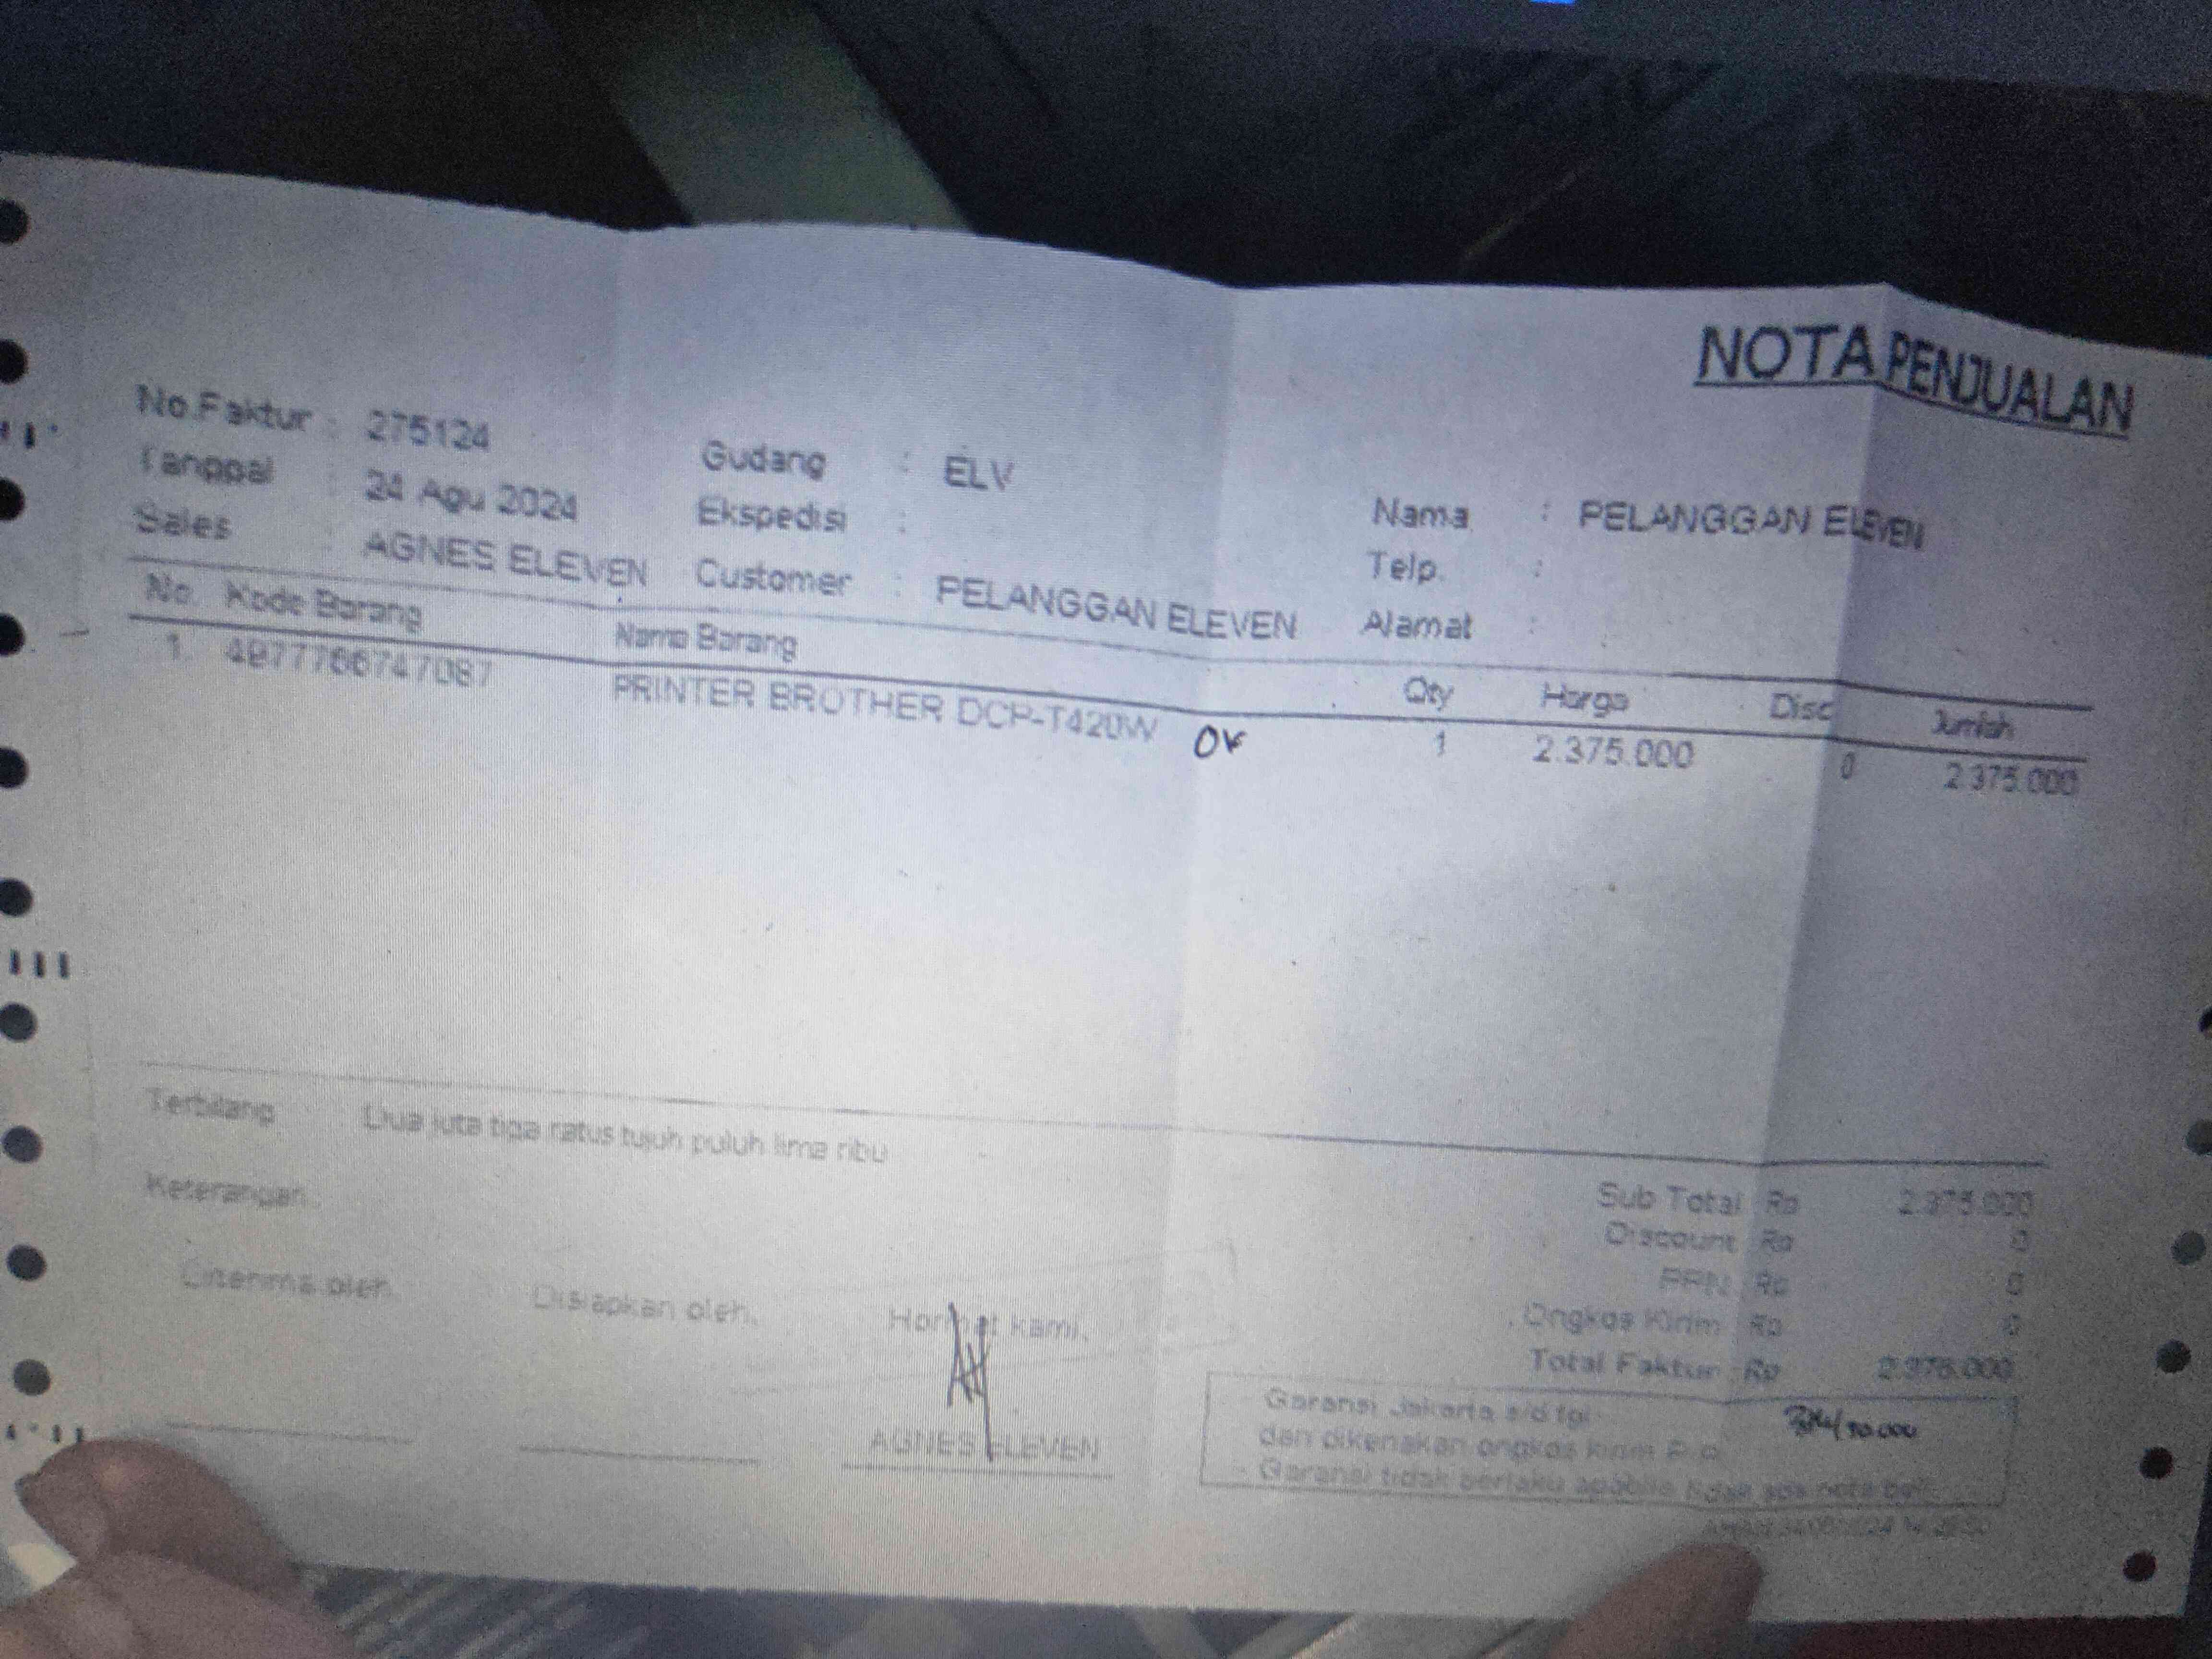 NOTA PENJUALAN
No.Faktur : 275124
Tanggal : 24 Agu 2024
Sales : AGNES ELEVEN
Gudang : ELV
Ekspedisi :
Customer : PELANGGAN ELEVEN
Nama : PELANGGAN ELEVEN
Telp. :
Alamat :
No. Kode Barang Nama Barang Qty Harga Disc Jumlah
1. 4977766747087 PRINTER BROTHER DCP-T420W OK 1 2.375.000 0 2.375.000
Terbilang Dua juta tiga ratus tujuh puluh lima ribu
Keterangan
Sub Total Rp 2.375.000
Discount Rp 0
PPN Rp 0
Ongkos Kirim Rp 0
Total Faktur Rp 2.375.000
Diterima oleh, Disiapkan oleh, Hormat kami,
AGNES ELEVEN
Garansi Jakarta s/d tgl
dan dikenakan ongkos kirim P.p.
- Garansi tidak berlaku apabila tidak ada nota beli